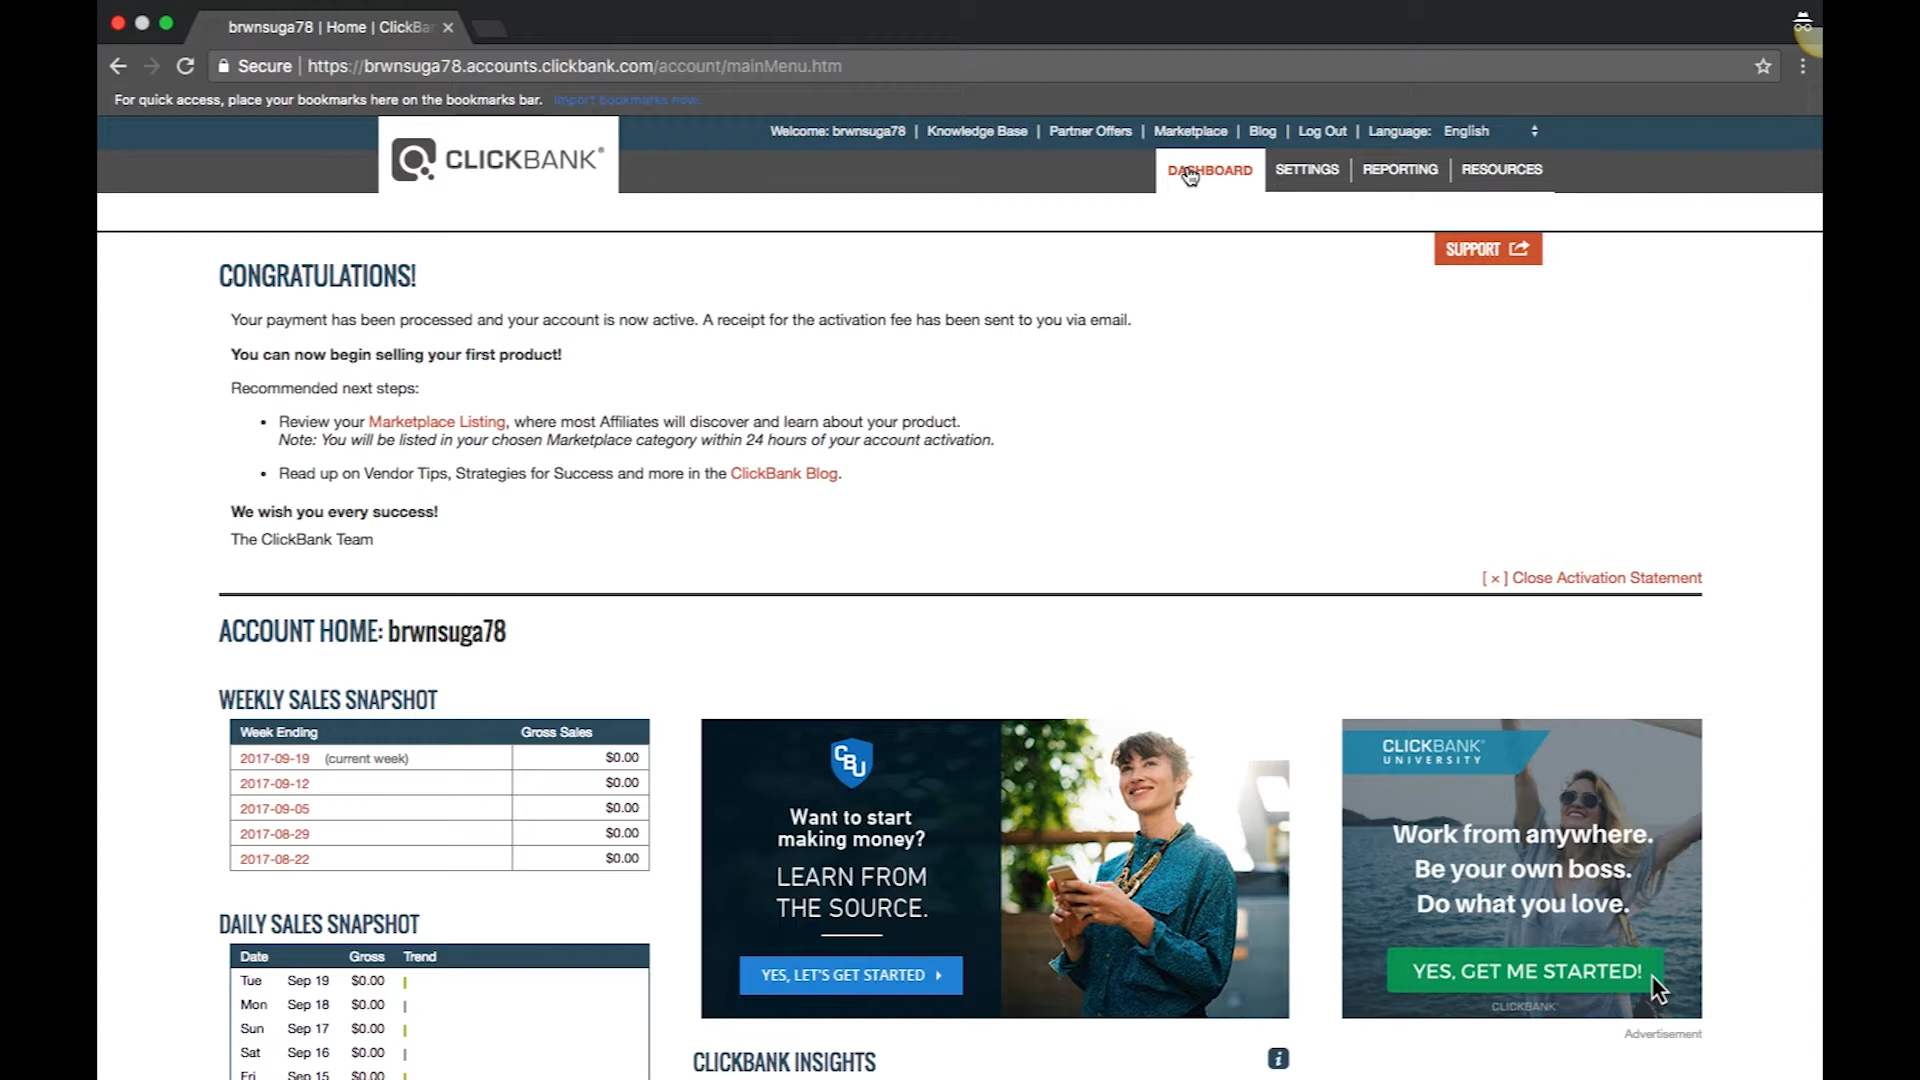 brwnsuga78 | Home | ClickBan
Secure | https://brwnsuga78.accounts.clickbank.com/account/mainMenu.htm
For quick access, place your bookmarks here on the bookmarks bar. Import bookmarks now.
Welcome: brwnsuga78 | Knowledge Base | Partner Offers | Marketplace | Blog | Log Out | Language: English
CLICKBANK®
DASHBOARD SETTINGS | REPORTING | RESOURCES
SUPPORT
CONGRATULATIONS!
Your payment has been processed and your account is now active. A receipt for the activation fee has been sent to you via email.
You can now begin selling your first product!
Recommended next steps:
• Review your Marketplace Listing, where most Affiliates will discover and learn about your product.
Note: You will be listed in your chosen Marketplace category within 24 hours of your account activation.
• Read up on Vendor Tips, Strategies for Success and more in the ClickBank Blog.
We wish you every success!
The ClickBank Team
[ × ] Close Activation Statement
ACCOUNT HOME: brwnsuga78
WEEKLY SALES SNAPSHOT
Week Ending Gross Sales
2017-09-19 (current week) $0.00
2017-09-12 $0.00
2017-09-05 $0.00
2017-08-29 $0.00
2017-08-22 $0.00
DAILY SALES SNAPSHOT
Date Gross Trend
Tue Sep 19 $0.00
Mon Sep 18 $0.00
Sun Sep 17 $0.00
Sat Sep 16 $0.00
Fri Sep 15 $0.00
CBU
Want to start
making money?
LEARN FROM
THE SOURCE.
YES, LET'S GET STARTED
CLICKBANK®
UNIVERSITY
Work from anywhere.
Be your own boss.
Do what you love.
YES, GET ME STARTED!
CLICKBANK®
Advertisement
CLICKBANK INSIGHTS